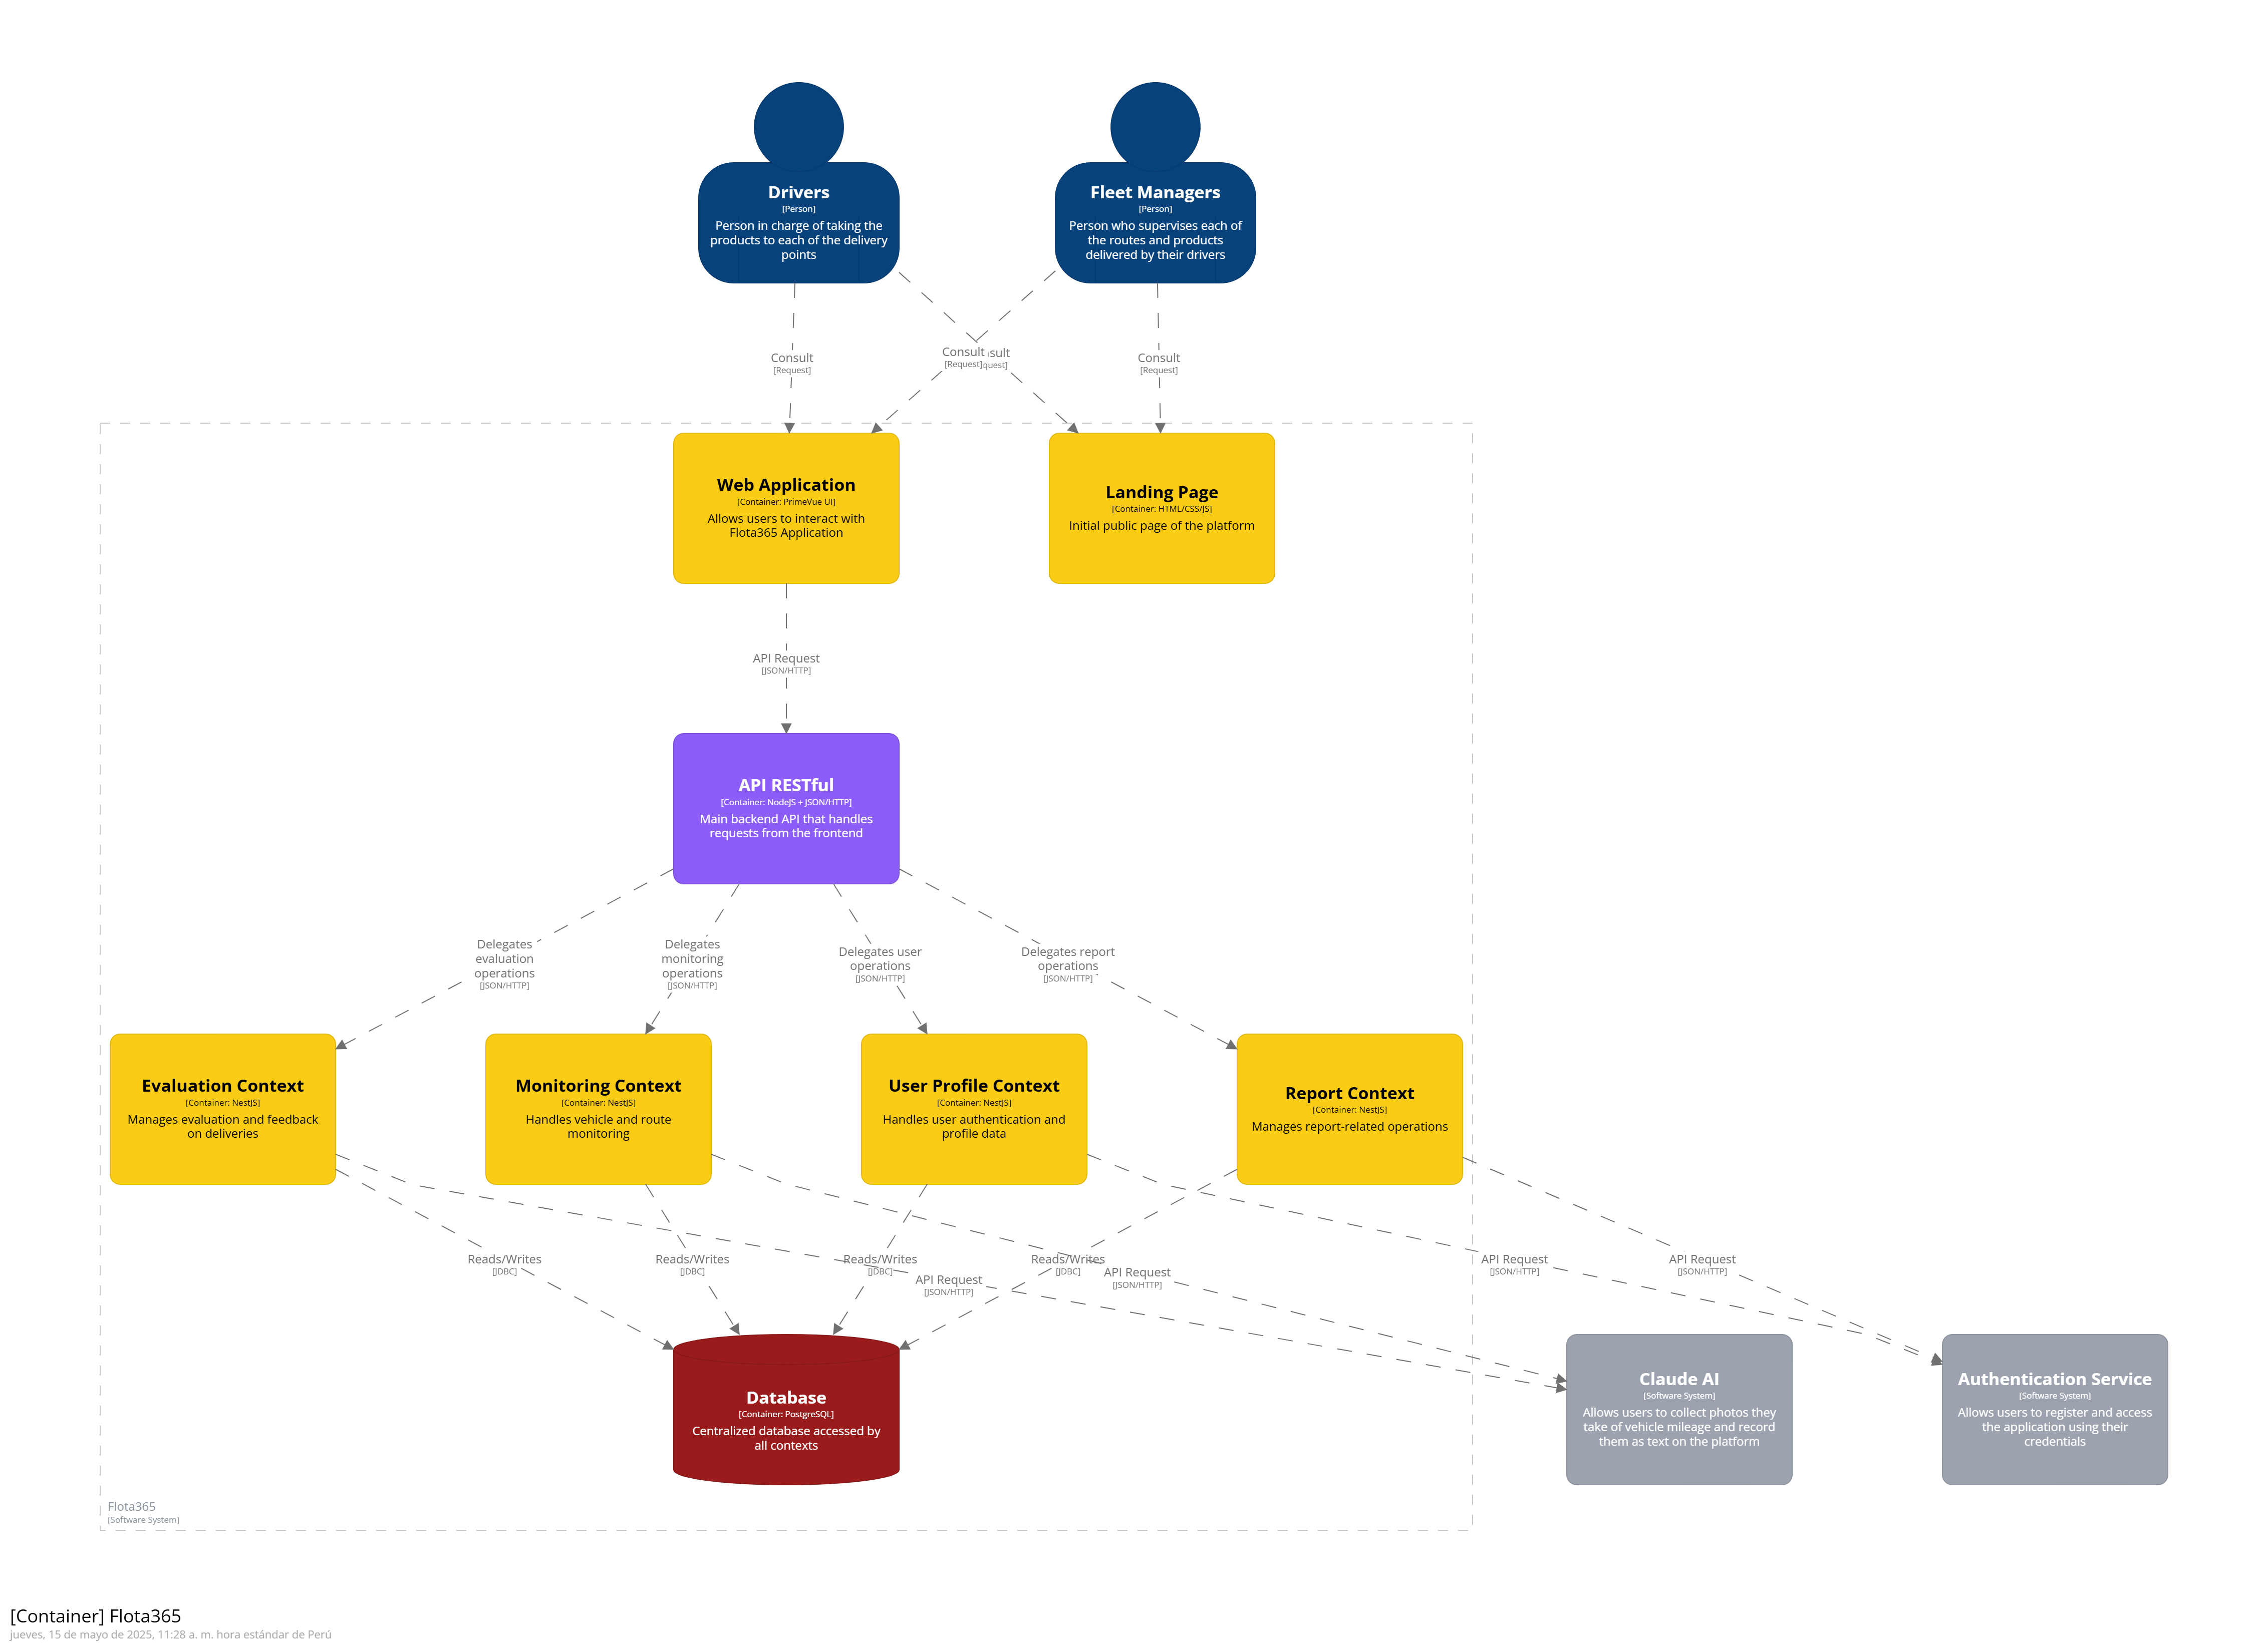 Drivers
[Person]
Person in charge of taking the
products to each of the delivery
points
Fleet Managers
[Person]
Person who supervises each of
the routes and products
delivered by their drivers
Consult
[Request]
Consult
[Request]
sult
quest]
Consult
[Request]
Web Application
[Container: PrimeVue UI]
Allows users to interact with
Flota365 Application
Landing Page
[Container: HTML/CSS/JS]
Initial public page of the platform
API Request
[JSON/HTTP]
API RESTful
[Container: NodeJS + JSON/HTTP]
Main backend API that handles
requests from the frontend
Delegates
evaluation
operations
[JSON/HTTP]
Delegates
monitoring
operations
[JSON/HTTP]
Delegates user
operations
[JSON/HTTP]
Delegates report
operations
[JSON/HTTP]
Evaluation Context
[Container: NestJS]
Manages evaluation and feedback
on deliveries
Monitoring Context
[Container: NestJS]
Handles vehicle and route
monitoring
User Profile Context
[Container: NestJS]
Handles user authentication and
profile data
Report Context
[Container: NestJS]
Manages report-related operations
Reads/Writes
[JDBC]
Reads/Writes
[JDBC]
Reads/Writes
[JDBC]
API Request
[JSON/HTTP]
Reads/Writes
[JDBC]
API Request
[JSON/HTTP]
API Request
[JSON/HTTP]
API Request
[JSON/HTTP]
Database
[Container: PostgreSQL]
Centralized database accessed by
all contexts
Claude AI
[Software System]
Allows users to collect photos they
take of vehicle mileage and record
them as text on the platform
Authentication Service
[Software System]
Allows users to register and access
the application using their
credentials
Flota365
[Software System]
[Container] Flota365
jueves, 15 de mayo de 2025, 11:28 a. m. hora estándar de Perú